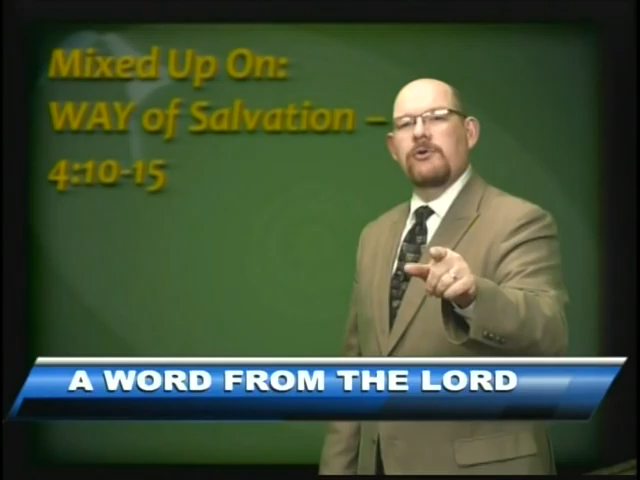 Mixed Up On:
WAY of Salvation –
4:10-15
A WORD FROM THE LORD